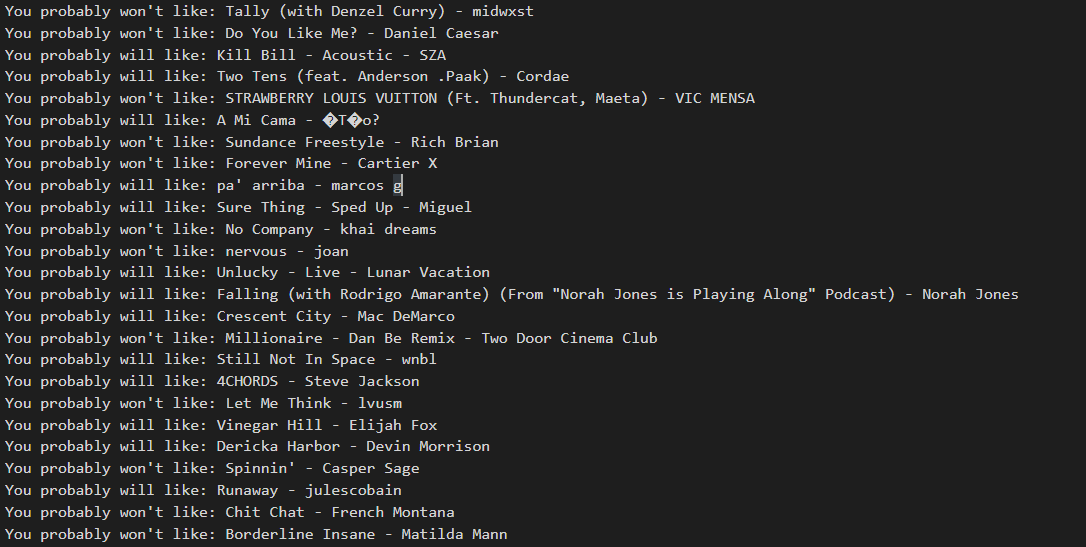 You probably won't like: Tally (with Denzel Curry) - midwxst
You probably won't like: Do You Like Me? - Daniel Caesar
You probably will like: Kill Bill - Acoustic - SZA
You probably will like: Two Tens (feat. Anderson .Paak) - Cordae
You probably won't like: STRAWBERRY LOUIS VUITTON (Ft. Thundercat, Maeta) - VIC MENSA
You probably will like: A Mi Cama - �T�o?
You probably won't like: Sundance Freestyle - Rich Brian
You probably won't like: Forever Mine - Cartier X
You probably will like: pa' arriba - marcos g
You probably will like: Sure Thing - Sped Up - Miguel
You probably won't like: No Company - khai dreams
You probably won't like: nervous - joan
You probably will like: Unlucky - Live - Lunar Vacation
You probably will like: Falling (with Rodrigo Amarante) (From "Norah Jones is Playing Along" Podcast) - Norah Jones
You probably will like: Crescent City - Mac DeMarco
You probably won't like: Millionaire - Dan Be Remix - Two Door Cinema Club
You probably will like: Still Not In Space - wnbl
You probably will like: 4CHORDS - Steve Jackson
You probably won't like: Let Me Think - lvusm
You probably will like: Vinegar Hill - Elijah Fox
You probably will like: Dericka Harbor - Devin Morrison
You probably won't like: Spinnin' - Casper Sage
You probably will like: Runaway - julescobain
You probably won't like: Chit Chat - French Montana
You probably won't like: Borderline Insane - Matilda Mann